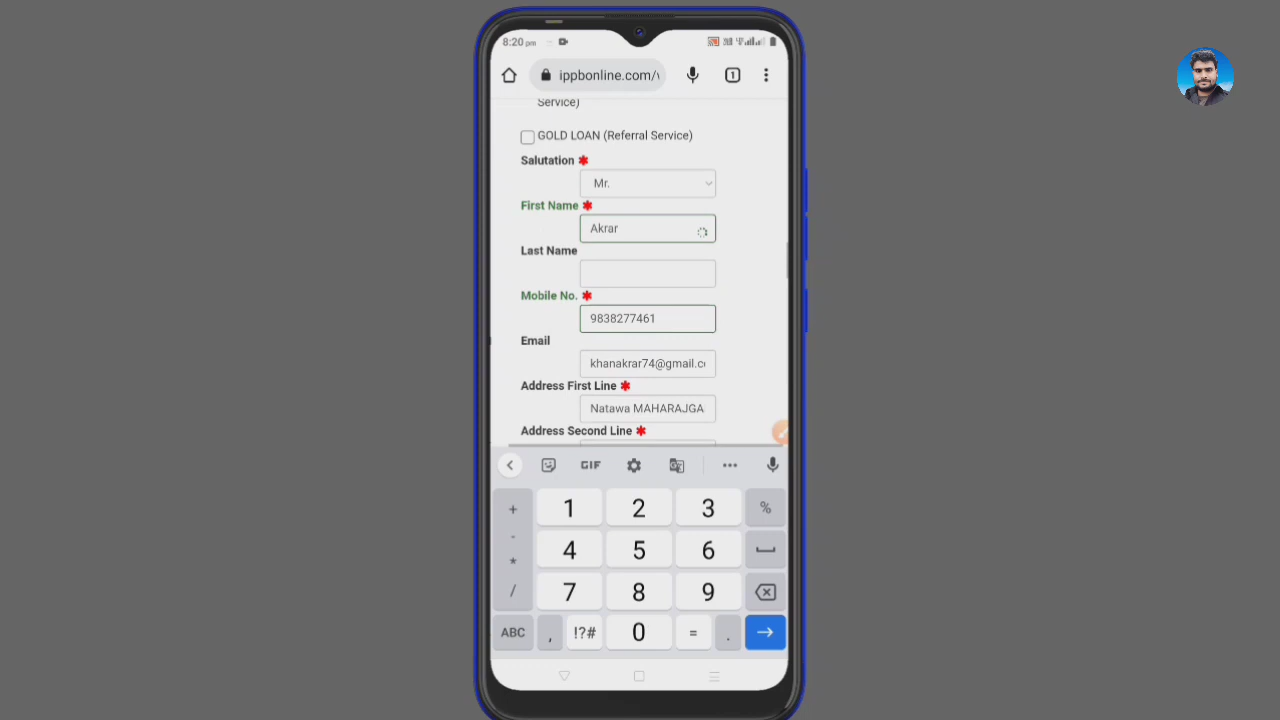 8:20 pm
ippbonline.com/
1
Service)
GOLD LOAN (Referral Service)
Salutation *
Mr.
First Name *
Akrar
Last Name
Mobile No. *
9838277461
Email
khanakrar74@gmail.c
Address First Line *
Natawa MAHARAJGA
Address Second Line *
GIF
+ 1 2 3 %
- 4 5 6
*
/ 7 8 9
ABC , !?# 0 = .